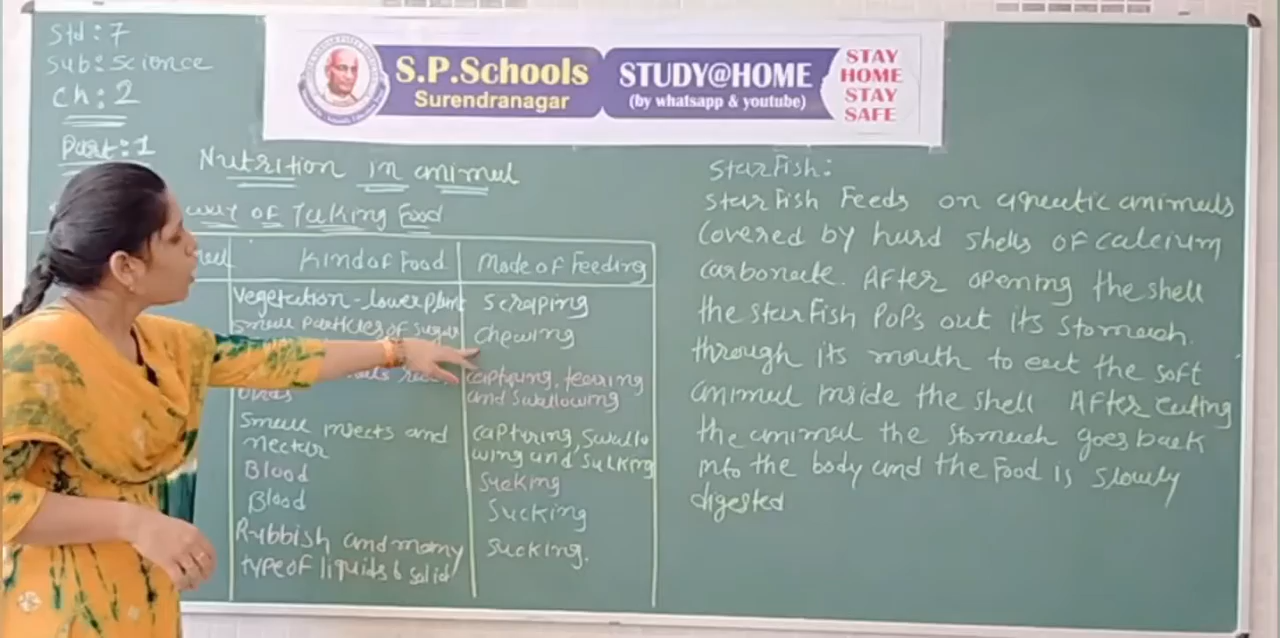 Std: 7
Sub: Science
Ch: 2
Part: 1
S.P.Schools
Surendranagar
STUDY@HOME
(by whatsapp & youtube)
STAY
HOME
STAY
SAFE
Nutrition in animal
way of Taking Food
Kind of Food Mode of Feeding
Vegetation - lower plant Scraping
Small Particles of sugar Chewing
capturing, tearing
and swallowing
Small insects and
nectar
capturing, swallo
wing and sulking
Blood Sucking
Blood Sucking
Rubbish and many
type of liquids & solid
sucking.
Starfish:
Starfish Feeds on aquatic animals
covered by hard shells of calcium
carbonate. After opening the shell
the starfish Pops out its stomach
through its mouth to eat the soft
animal inside the shell After eating
the animal the stomach goes back
into the body and the food is slowly
digested